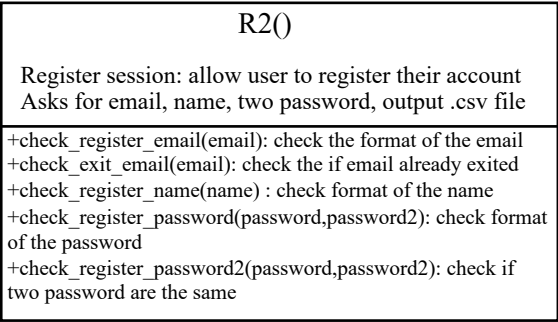 R2()
Register session: allow user to register their account
Asks for email, name, two password, output .csv file
+check_register_email(email): check the format of the email
+check_exit_email(email): check the if email already exited
+check_register_name(name) : check format of the name
+check_register_password(password,password2): check format
of the password
+check_register_password2(password,password2): check if
two password are the same